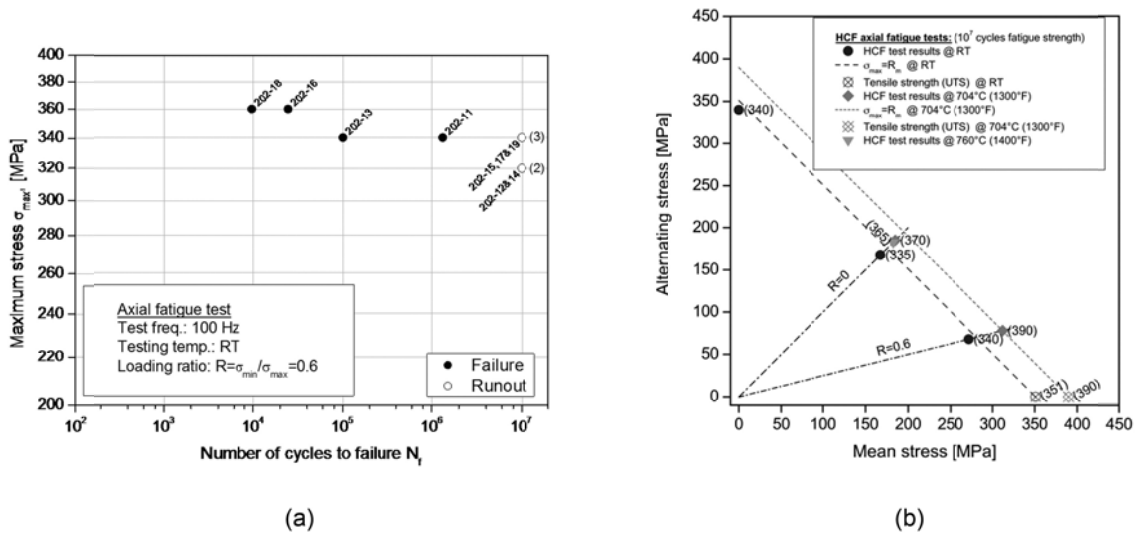 400
380
360
340
320
300
280
260
240
220
200
Maximum stress σmax, [MPa]
202-18
202-16
202-13
202-11
202-15,17&19
(3)
202-12&14
(2)
Axial fatigue test
Test freq.: 100 Hz
Testing temp.: RT
Loading ratio: R=σmin/σmax=0.6
Failure
Runout
10²
10³
10⁴
10⁵
10⁶
10⁷
Number of cycles to failure Nf
(a)
450
400
350
300
250
200
150
100
50
0
Alternating stress [MPa]
HCF axial fatigue tests: (10⁷ cycles fatigue strength)
HCF test results @ RT
σmax=Rm @ RT
Tensile strength (UTS) @ RT
HCF test results @ 704°C (1300°F)
σmax=Rm @ 704°C (1300°F)
Tensile strength (UTS) @ 704°C (1300°F)
HCF test results @ 760°C (1400°F)
(340)
(365)
(370)
(335)
R=0
(390)
(340)
R=0.6
(351)
(390)
0
50
100
150
200
250
300
350
400
450
Mean stress [MPa]
(b)